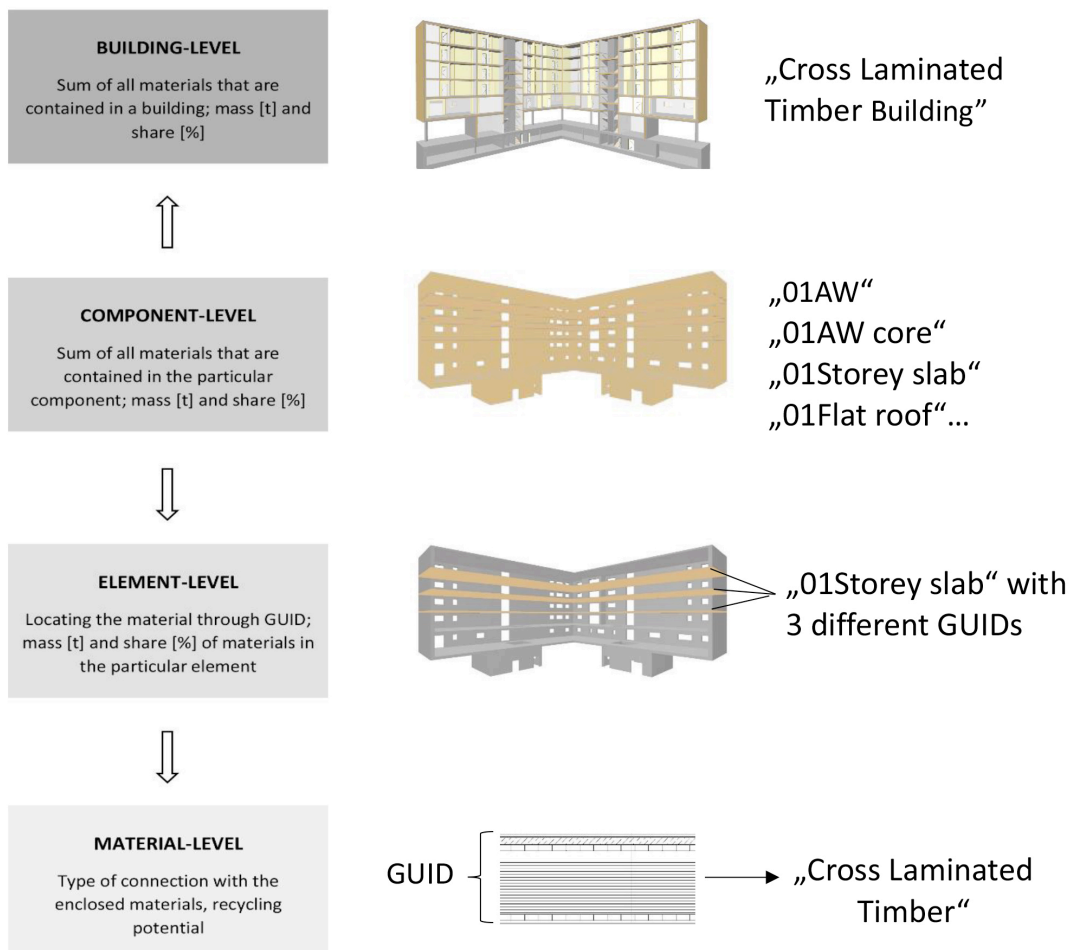 BUILDING-LEVEL
Sum of all materials that are
contained in a building; mass [t] and
share [%]
„Cross Laminated
Timber Building”
COMPONENT-LEVEL
Sum of all materials that are
contained in the particular
component; mass [t] and share [%]
„01AW“
„01AW core“
„01Storey slab“
„01Flat roof“…
ELEMENT-LEVEL
Locating the material through GUID;
mass [t] and share [%] of materials in
the particular element
„01Storey slab“ with
3 different GUIDs
MATERIAL-LEVEL
Type of connection with the
enclosed materials, recycling
potential
GUID
„Cross Laminated
Timber“